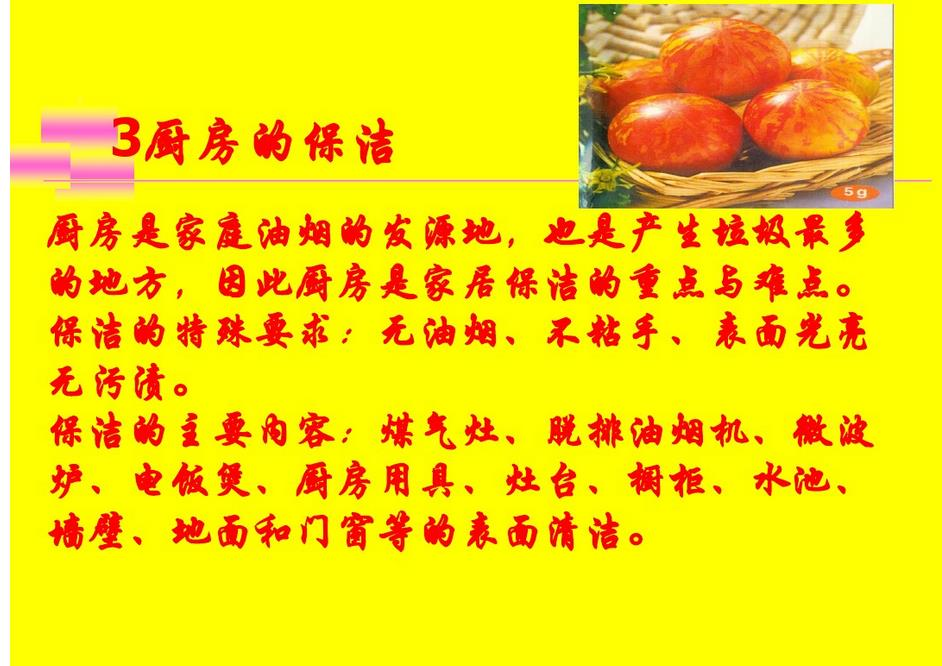 5g
3厨房的保洁
厨房是家庭油烟的发源地，也是产生垃圾最多
的地方，因此厨房是家居保洁的重点与难点。
保洁的特殊要求：无油烟、不粘手、表面光亮
无污渍。
保洁的主要内容：煤气灶、脱排油烟机、微波
炉、电饭煲、厨房用具、灶台、橱柜、水池、
墙壁、地面和门窗等的表面清洁。